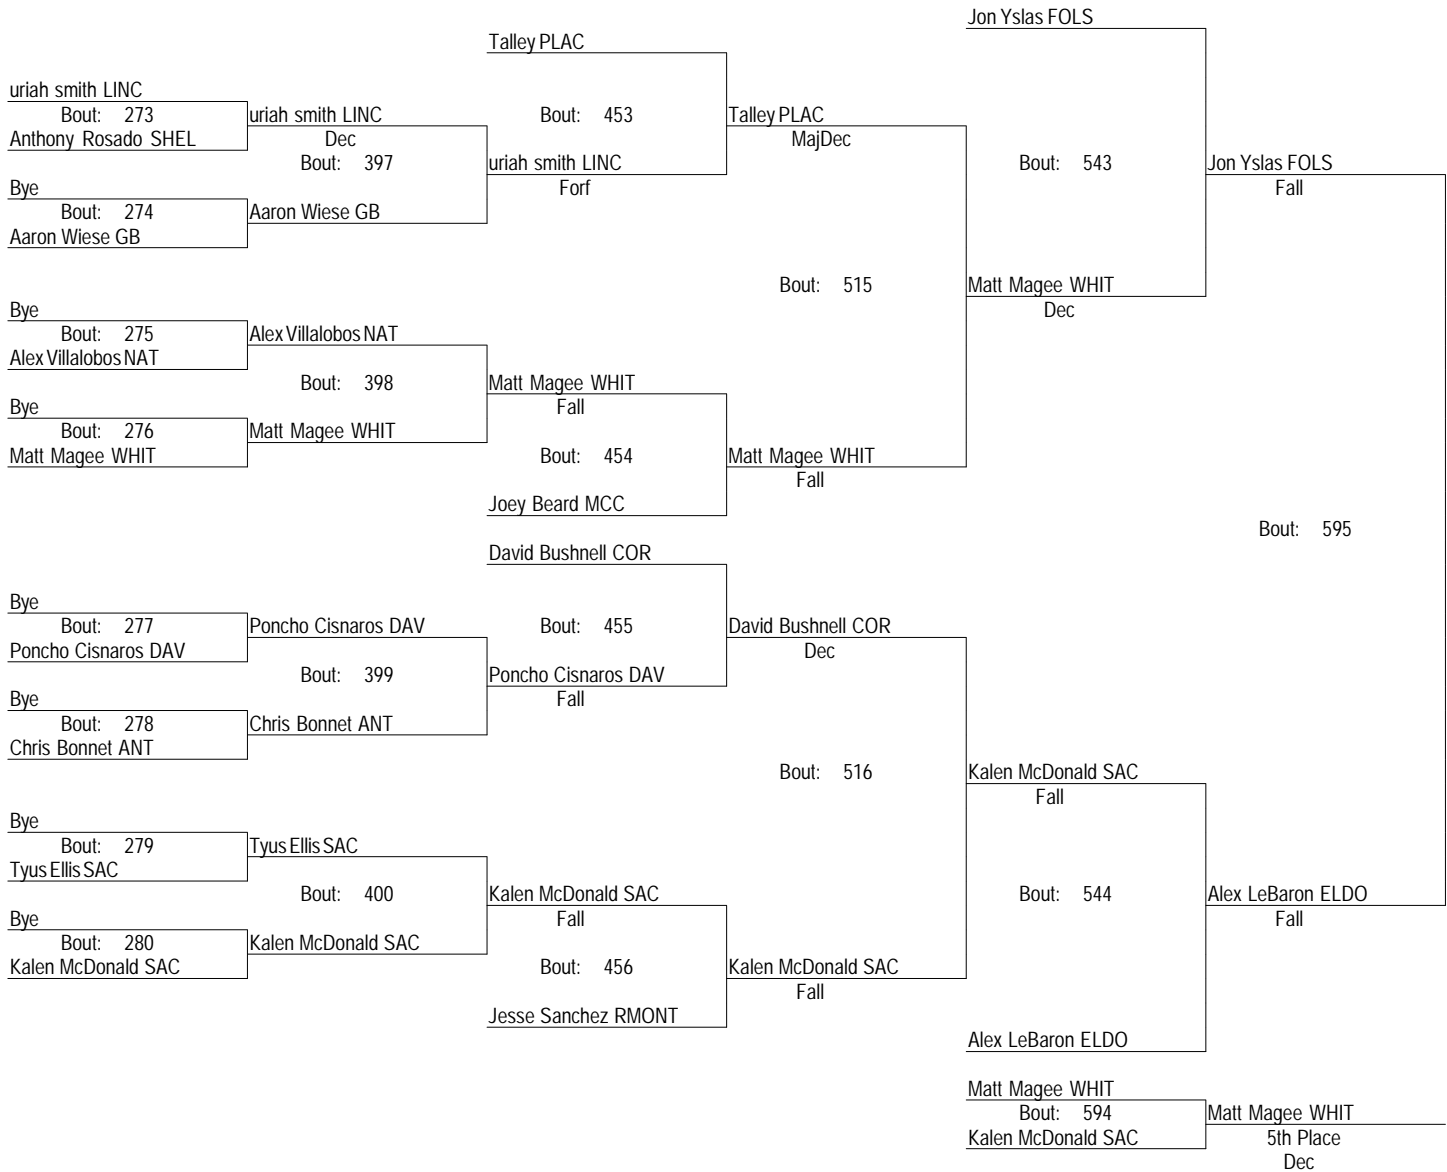 Jon Yslas FOLS
Talley PLAC
uriah smith LINC
Bout: 273
Anthony Rosado SHEL
uriah smith LINC
Dec
Bout: 397
Bout: 453
Talley PLAC
MajDec
uriah smith LINC
Forf
Bout: 543
Jon Yslas FOLS
Fall
Bye
Bout: 274
Aaron Wiese GB
Aaron Wiese GB
Bout: 515
Matt Magee WHIT
Dec
Bye
Bout: 275
Alex Villalobos NAT
Alex Villalobos NAT
Bout: 398
Matt Magee WHIT
Fall
Bye
Bout: 276
Matt Magee WHIT
Matt Magee WHIT
Bout: 454
Matt Magee WHIT
Fall
Joey Beard MCC
Bout: 595
David Bushnell COR
Bye
Bout: 277
Poncho Cisnaros DAV
Poncho Cisnaros DAV
Bout: 455
David Bushnell COR
Dec
Bout: 399
Poncho Cisnaros DAV
Fall
Bye
Bout: 278
Chris Bonnet ANT
Chris Bonnet ANT
Bout: 516
Kalen McDonald SAC
Fall
Bye
Bout: 279
Tyus Ellis SAC
Tyus Ellis SAC
Bout: 400
Kalen McDonald SAC
Fall
Bout: 544
Alex LeBaron ELDO
Fall
Bye
Bout: 280
Kalen McDonald SAC
Kalen McDonald SAC
Bout: 456
Kalen McDonald SAC
Fall
Jesse Sanchez RMONT
Alex LeBaron ELDO
Matt Magee WHIT
Bout: 594
Kalen McDonald SAC
Matt Magee WHIT
5th Place
Dec